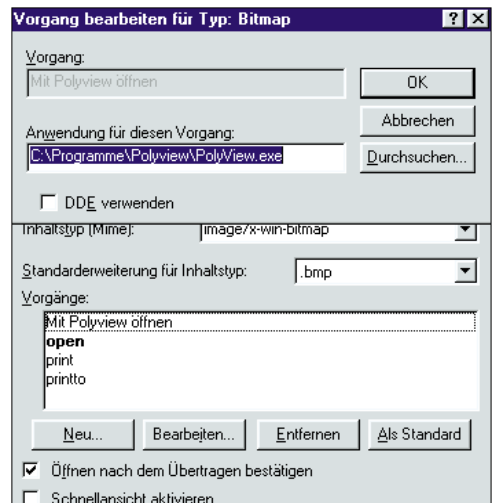 Vorgang bearbeiten für Typ: Bitmap
Vorgang:
Mit Polyview öffnen
OK
Abbrechen
Anwendung für diesen Vorgang:
C:\Programme\Polyview\PolyView.exe
Durchsuchen...
DDE verwenden
Inhaltstyp (Mime): image/x-win-bitmap
Standarderweiterung für Inhaltstyp: .bmp
Vorgänge:
Mit Polyview öffnen
open
print
printto
Neu... Bearbeiten... Entfernen Als Standard
Öffnen nach dem Übertragen bestätigen
Schnellansicht aktivieren